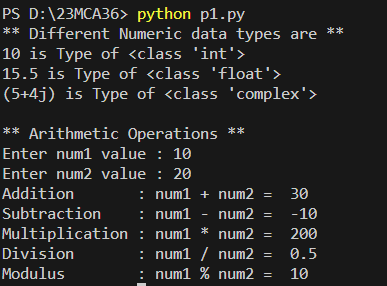 PS D:\23MCA36> python p1.py
** Different Numeric data types are **
10 is Type of <class 'int'>
15.5 is Type of <class 'float'>
(5+4j) is Type of <class 'complex'>
** Arithmetic Operations **
Enter num1 value : 10
Enter num2 value : 20
Addition       : num1 + num2 =  30
Subtraction    : num1 - num2 =  -10
Multiplication : num1 * num2 =  200
Division       : num1 / num2 =  0.5
Modulus        : num1 % num2 =  10